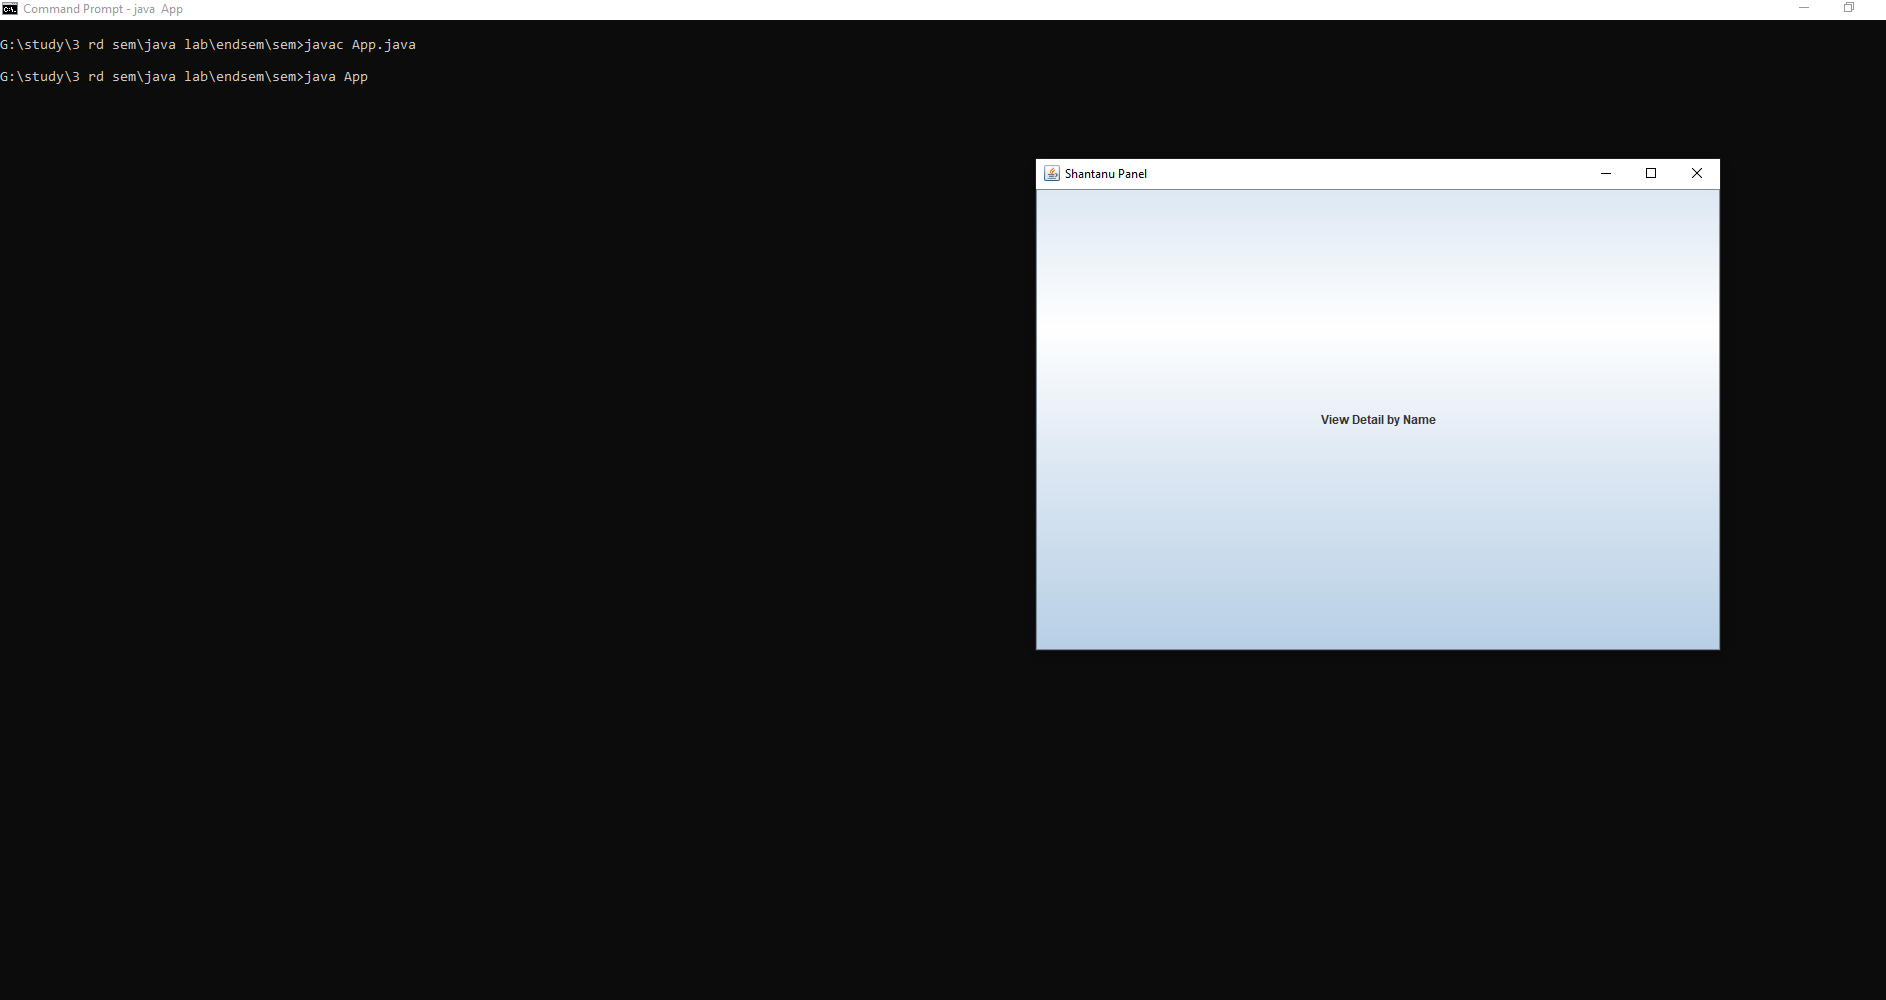 Command Prompt - java  App
G:\study\3 rd sem\java lab\endsem\sem>javac App.java
G:\study\3 rd sem\java lab\endsem\sem>java App
Shantanu Panel
View Detail by Name